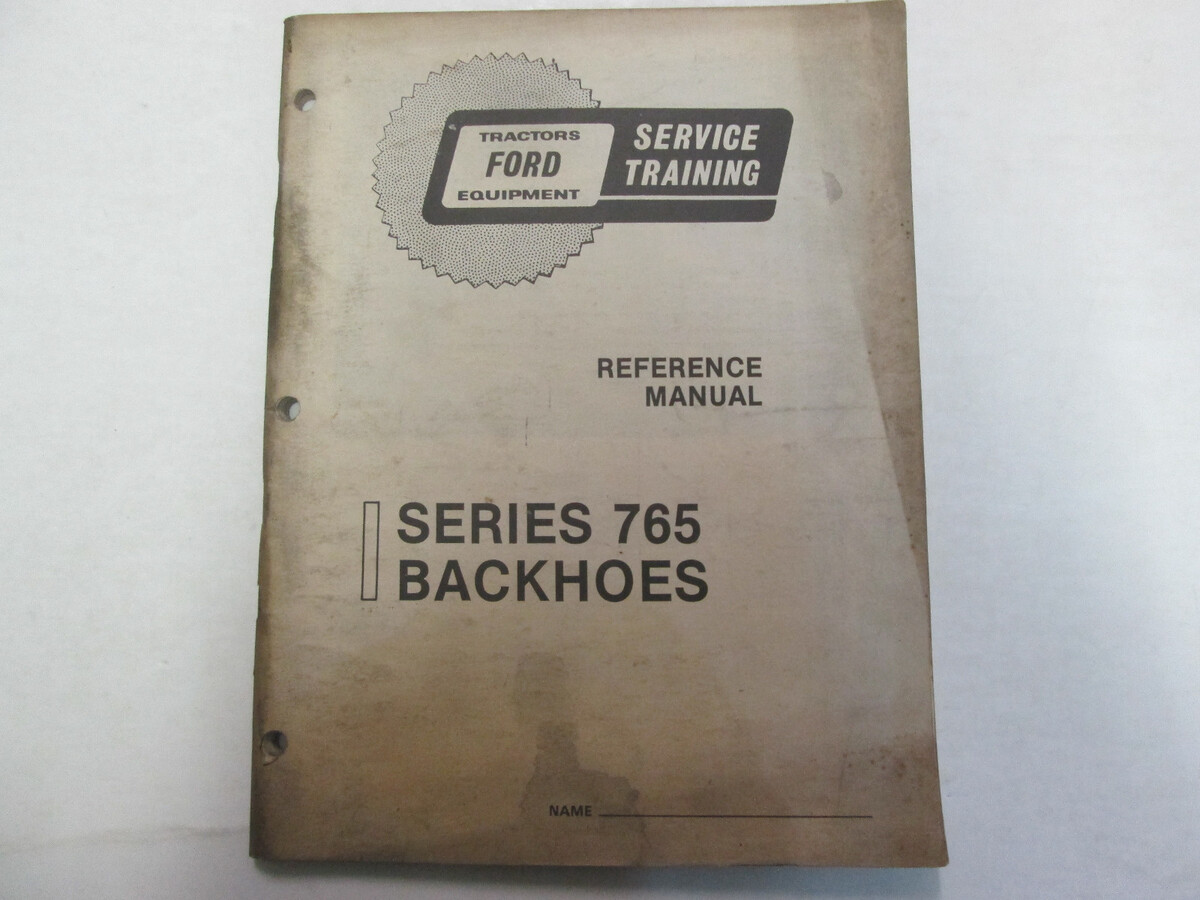 TRACTORS
FORD
EQUIPMENT
SERVICE
TRAINING
REFERENCE
MANUAL
SERIES 765
BACKHOES
NAME